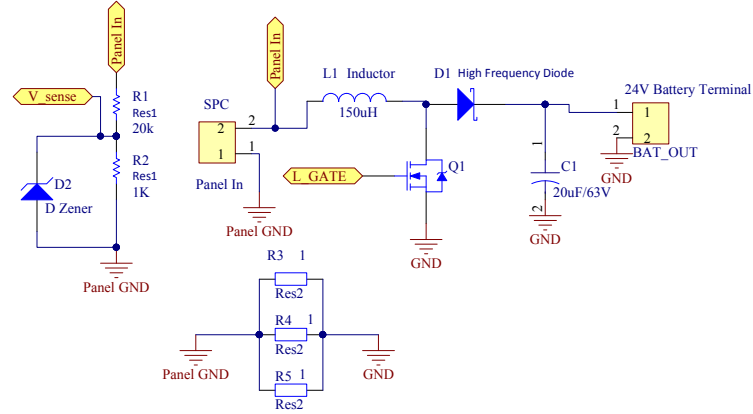 Panel In
V_sense
R1
Res1
20k
R2
Res1
1K
D2
D Zener
Panel GND
Panel In
SPC
2
2
1
1
Panel In
Panel GND
L1 Inductor
150uH
D1 High Frequency Diode
L_GATE
Q1
GND
1
C1
20uF/63V
2
GND
24V Battery Terminal
1
1
2
2
BAT_OUT
GND
R3 1
Res2
R4 1
Res2
R5 1
Res2
Panel GND
GND